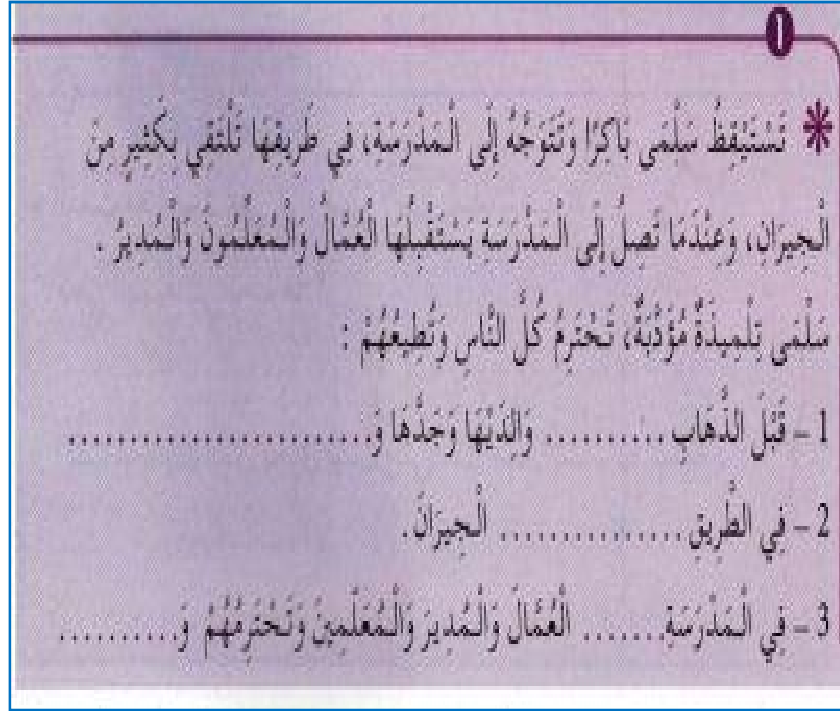 1
* تَسْتَيْقِظُ سَلْمَى بَاكِرًا وَتَتَوَجَّهُ إِلَى الْمَدْرَسَةِ، فِي طَرِيقِهَا تَلْتَقِي بِكَثِيرٍ مِنَ
الْجِيرَانِ، وَعِنْدَمَا تَصِلُ إِلَى الْمَدْرَسَةِ يَسْتَقْبِلُهَا الْعُمَّالُ وَالْمُعَلِّمُونَ وَالْمُدِيرُ .
سَلْمَى تِلْمِيذَةٌ مُؤَدَّبَةٌ، تَحْتَرِمُ كُلَّ النَّاسِ وَتُطِيعُهُمْ :
1 – قَبْلَ الذَّهَابِ .......... وَالِدَيْهَا وَجَدَّهَا وَ........................
2 – فِي الطَّرِيقِ ............... الْجِيرَانَ.
3 – فِي الْمَدْرَسَةِ....... الْعُمَّالَ وَالْمُدِيرَ وَالْمُعَلِّمِينَ وَتَحْتَرِمُهُمْ وَ..........